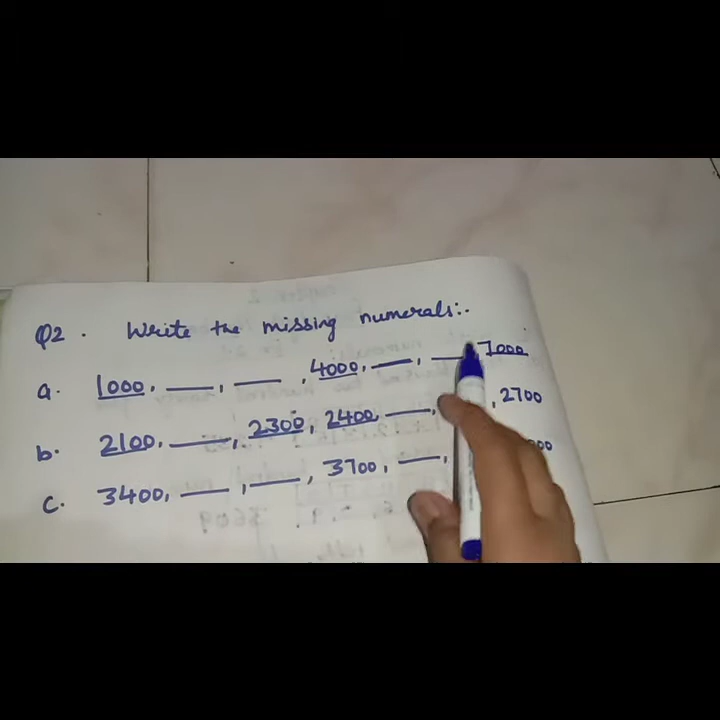 Q2. Write the missing numerals:-
a. 1000, ___, ___, 4000, ___, ___ 7000
b. 2100, ___, 2300, 2400 ___, , 2700
c. 3400, ___, ___, 3700, ___,